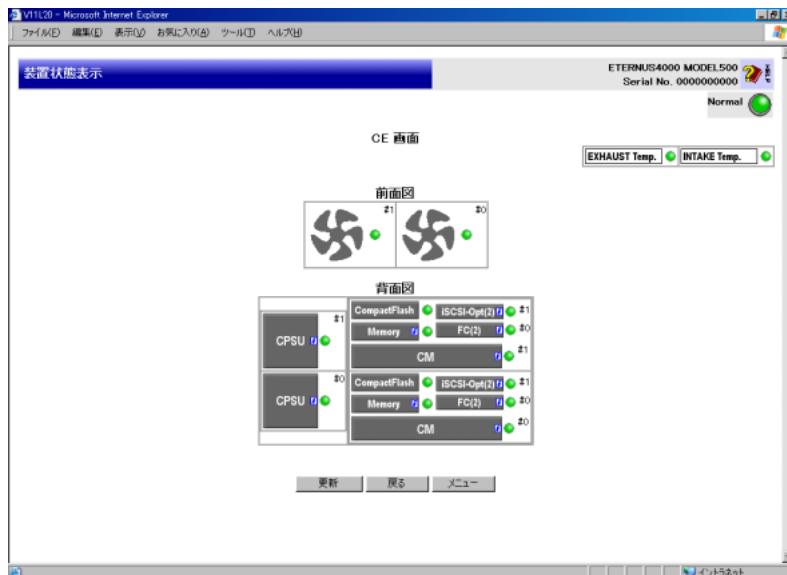 V11L20 - Microsoft Internet Explorer
ファイル(F) 編集(E) 表示(V) お気に入り(A) ツール(T) ヘルプ(H)
装置状態表示
ETERNUS4000 MODEL500
Serial No. 0000000000
Normal
CE 画面
EXHAUST Temp. INTAKE Temp.
前面図
#1 #0
背面図
CPSU #1
CompactFlash iSCSI-Opt(2) #1
Memory FC(2) #0
CM #1
CPSU #0
CompactFlash iSCSI-Opt(2) #1
Memory FC(2) #0
CM #0
更新 戻る メニュー
イントラネット